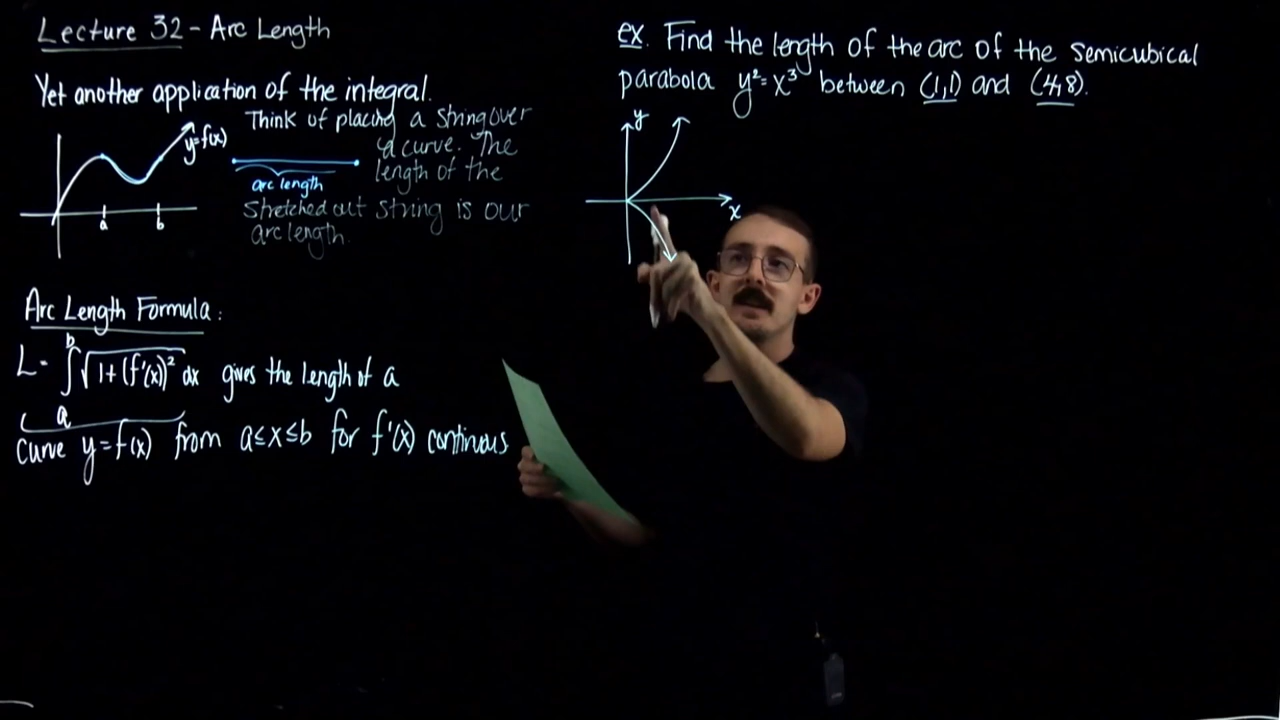 Lecture 32 - Arc Length
Yet another application of the integral.
y=f(x)
a
b
Think of placing a string over
a curve. The
length of the
stretched out string is our
arc length.
arc length
Arc Length Formula:
L = ∫ₐᵇ √(1+(f'(x))²) dx gives the length of a
curve y=f(x) from a≤x≤b for f'(x) continuous
ex. Find the length of the arc of the semicubical
parabola y²=x³ between (1,1) and (4,8).
y
x